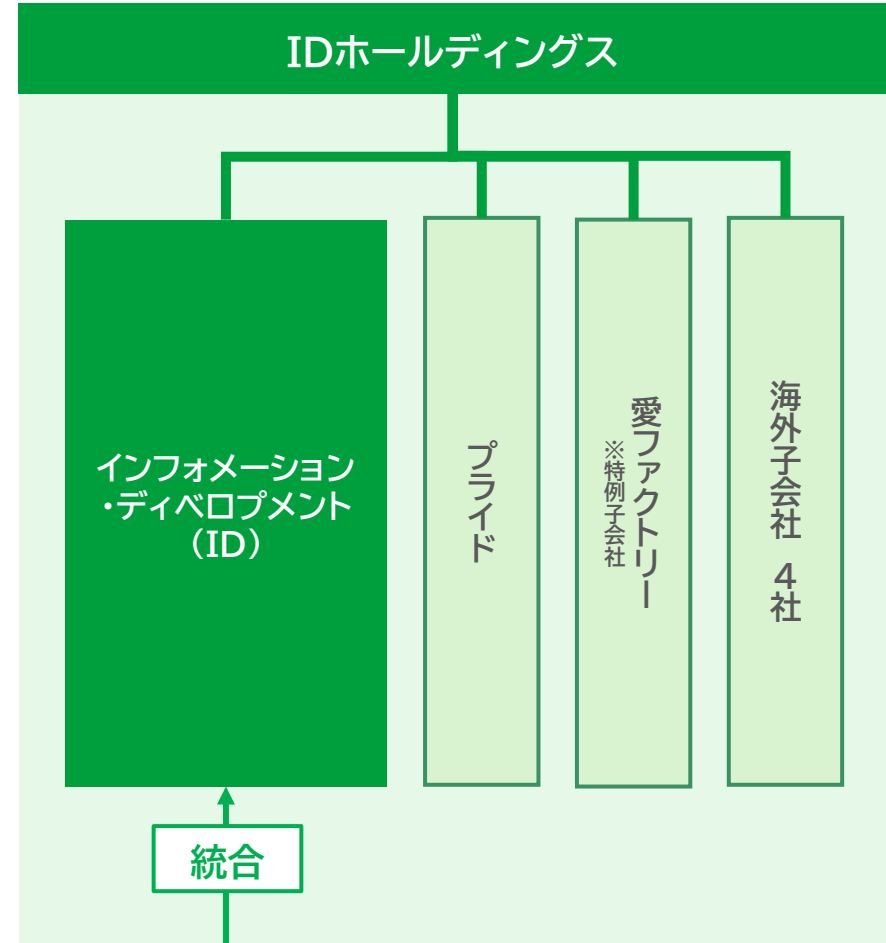 IDホールディングス
インフォメーション
・ディベロプメント
（ID）
プライド
愛ファクトリー
※特例子会社
海外子会社 4社
統合